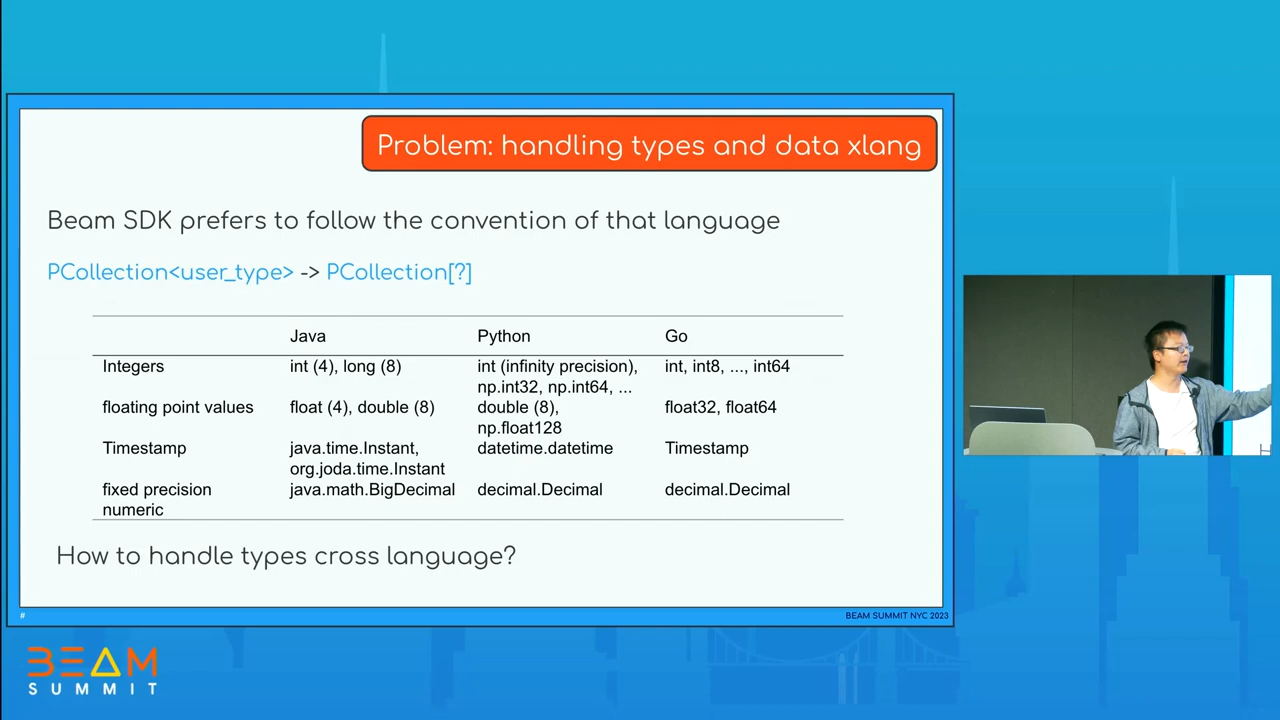 Problem: handling types and data xlang
Beam SDK prefers to follow the convention of that language
PCollection<user_type> -> PCollection[?]
Java Python Go
Integers int (4), long (8) int (infinity precision), int, int8, ..., int64
np.int32, np.int64, ...
floating point values float (4), double (8) double (8), float32, float64
np.float128
Timestamp java.time.Instant, datetime.datetime Timestamp
org.joda.time.Instant
fixed precision java.math.BigDecimal decimal.Decimal decimal.Decimal
numeric
How to handle types cross language?
# BEAM SUMMIT NYC 2023
BEAM
SUMMIT